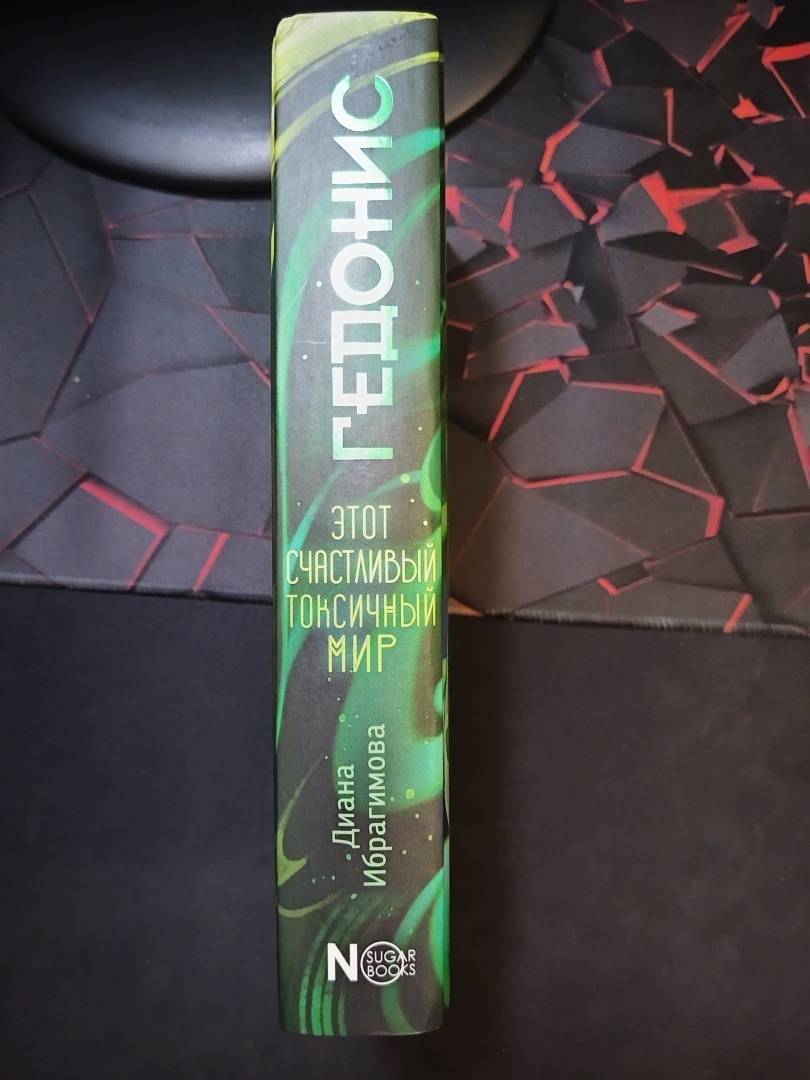 ГЕДОНИС
ЭТОТ
СЧАСТЛИВЫЙ
ТОКСИЧНЫЙ
МИР
Диана
Ибрагимова
NO
SUGAR
BOOKS